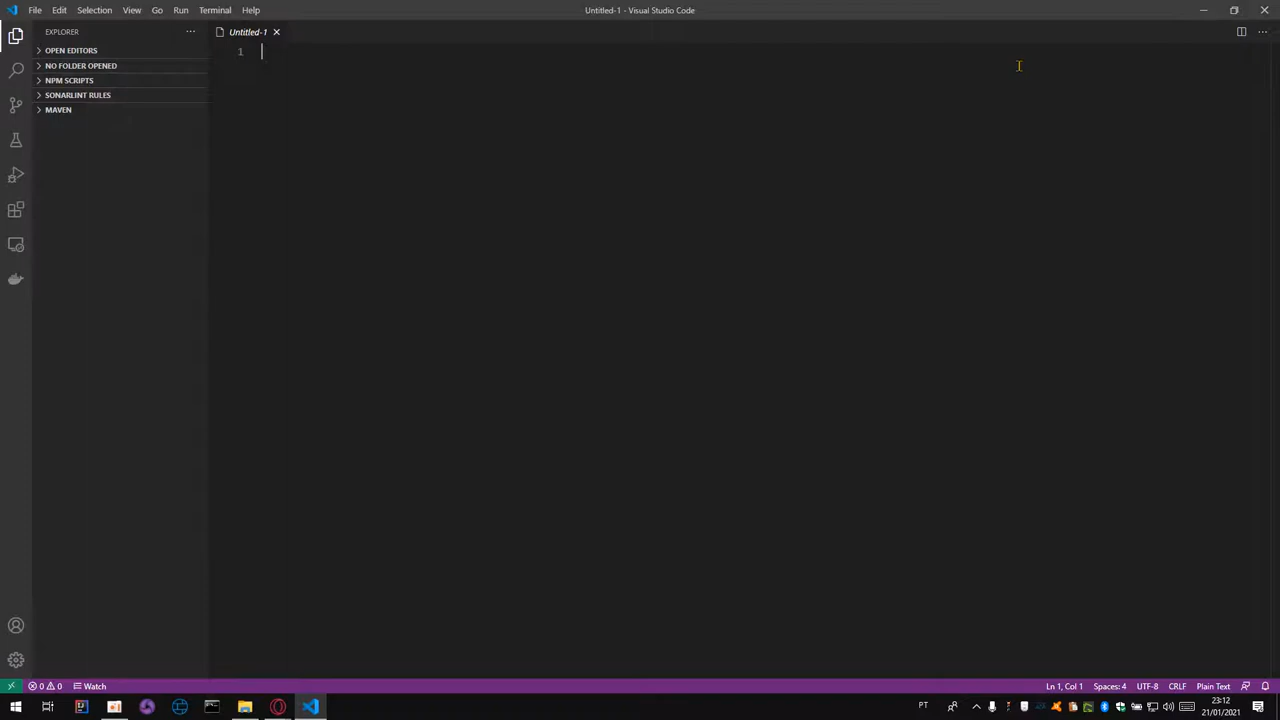 File Edit Selection View Go Run Terminal Help
Untitled-1 - Visual Studio Code
EXPLORER
Untitled-1
OPEN EDITORS
1
NO FOLDER OPENED
NPM SCRIPTS
SONARLINT RULES
MAVEN
0 0 Watch
Ln 1, Col 1 Spaces: 4 UTF-8 CRLF Plain Text
PT
23:12
21/01/2021